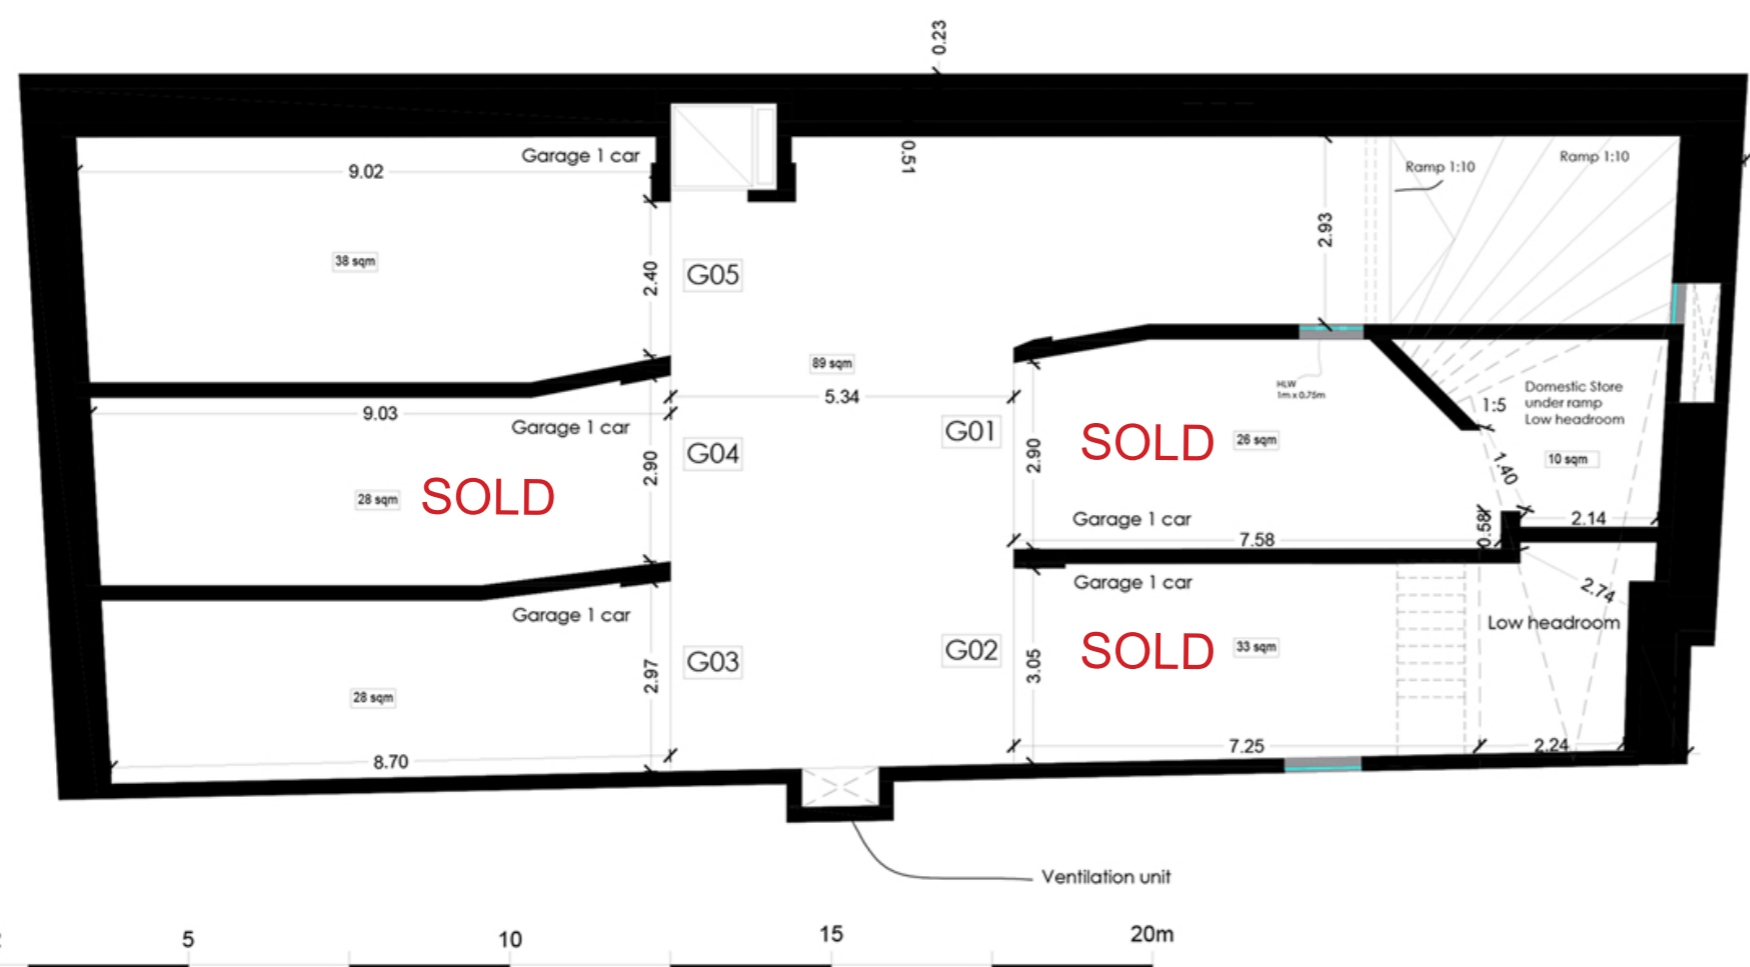 0.23
0.51
Garage 1 car
9.02
38 sqm
2.40
G05
2.93
Ramp 1:10
Ramp 1:10
89 sqm
5.34
9.03
Garage 1 car
G04
2.90
28 sqm
SOLD
G01
2.90
SOLD
26 sqm
HLW
1m x 0.75m
1:5
Domestic Store
under ramp
Low headroom
10 sqm
1.40
0.58
2.14
Garage 1 car
7.58
Garage 1 car
2.74
Low headroom
Garage 1 car
G03
2.97
28 sqm
8.70
G02
3.05
SOLD
33 sqm
7.25
2.24
Ventilation unit
5
10
15
20m